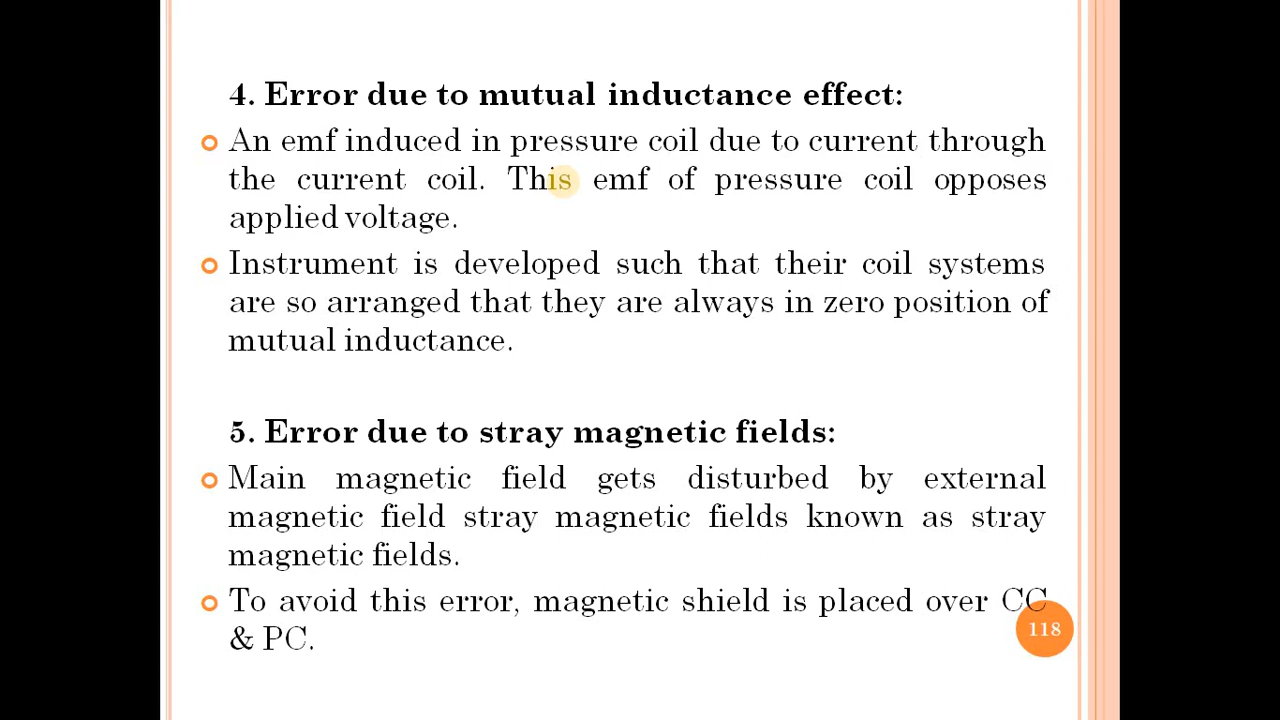 4. Error due to mutual inductance effect:
An emf induced in pressure coil due to current through
the current coil. This emf of pressure coil opposes
applied voltage.
Instrument is developed such that their coil systems
are so arranged that they are always in zero position of
mutual inductance.
5. Error due to stray magnetic fields:
Main magnetic field gets disturbed by external
magnetic field stray magnetic fields known as stray
magnetic fields.
To avoid this error, magnetic shield is placed over CC
& PC.
118